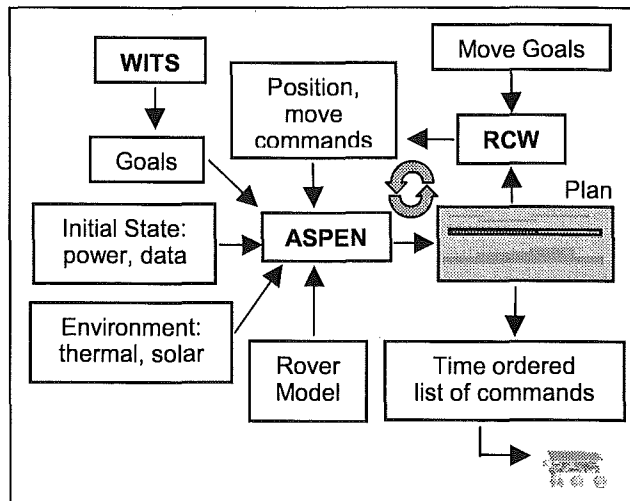 WITS
Position,
move
commands
Move Goals
RCW
Goals
Plan
Initial State:
power, data
ASPEN
Environment:
thermal, solar
Rover
Model
Time ordered
list of commands